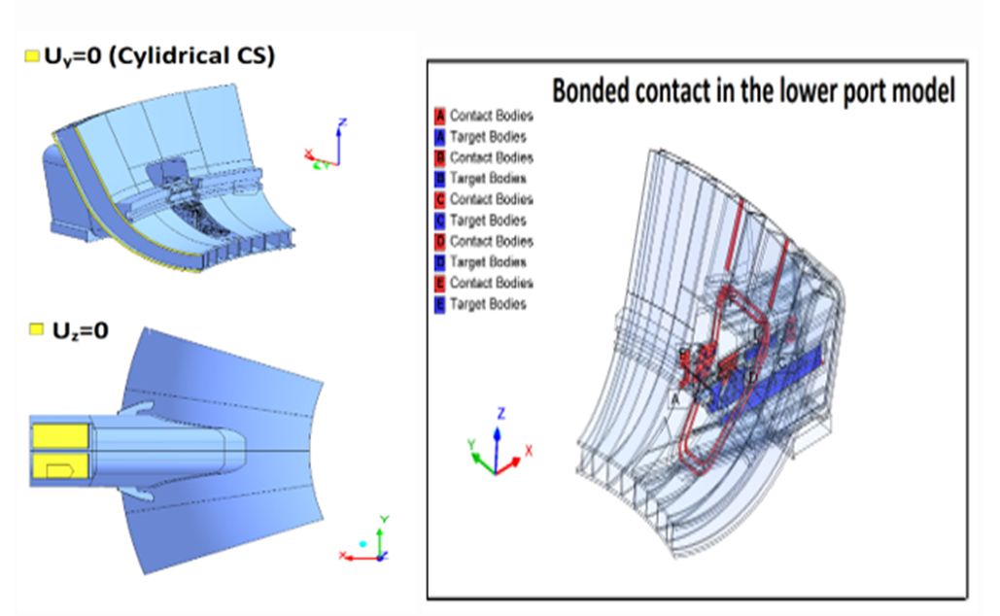 Uᵧ=0 (Cylidrical CS)
Z
X
Y
U𝓏=0
Y
X
Z
Bonded contact in the lower port model
A Contact Bodies
A Target Bodies
B Contact Bodies
B Target Bodies
C Contact Bodies
C Target Bodies
D Contact Bodies
D Target Bodies
E Contact Bodies
E Target Bodies
A
C
D
Z
Y
X